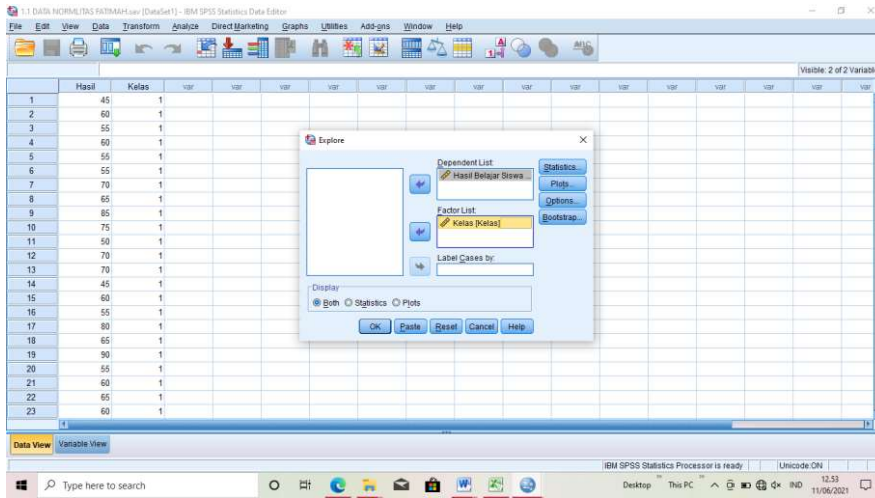 1.1 DATA NORMLITAS FATIMAH.sav [DataSet1] - IBM SPSS Statistics Data Editor
File Edit View Data Transform Analyze Direct Marketing Graphs Utilities Add-ons Window Help
Visible: 2 of 2 Variabl
Hasil Kelas var var var var var var var var var var var var var var
1 45 1
2 60 1
3 55 1
4 60 1
5 55 1
6 55 1
7 70 1
8 65 1
9 85 1
10 75 1
11 50 1
12 70 1
13 70 1
14 45 1
15 60 1
16 55 1
17 80 1
18 65 1
19 90 1
20 55 1
21 60 1
22 65 1
23 60 1
Explore
Dependent List:
Hasil Belajar Siswa ...
Factor List:
Kelas [Kelas]
Label Cases by:
Statistics...
Plots...
Options...
Bootstrap...
Display
Both Statistics Plots
OK Paste Reset Cancel Help
Data View Variable View
IBM SPSS Statistics Processor is ready Unicode:ON
Type here to search
Desktop This PC IND
12.53
11/06/2021